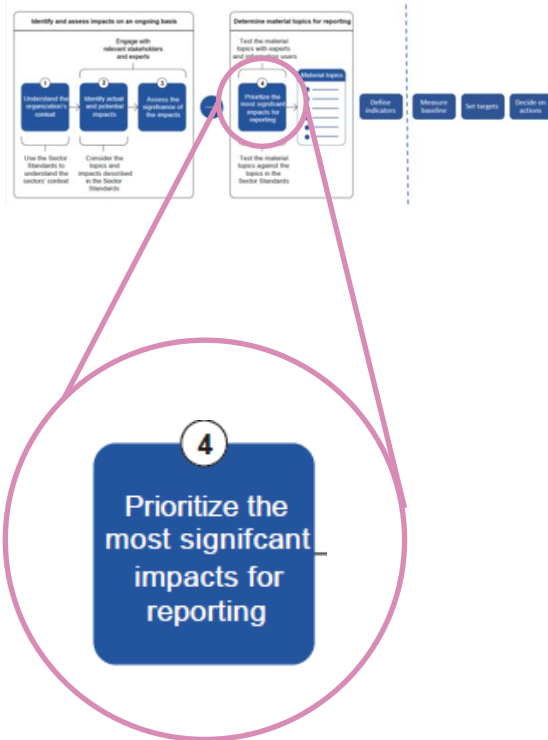 Identify and assess impacts on an ongoing basis
Engage with
relevant stakeholders
and experts
1
Understand the
organization's
context
2
Identify actual
and potential
impacts
3
Assess the
significance of
the impacts
Use the Sector
Standards to
understand the
sectors' context
Consider the
topics and
impacts described
in the Sector
Standards
Determine material topics for reporting
Test the material
topics with experts
and information users
4
Prioritize the
most significant
impacts for
reporting
Material topics
Test the material
topics against the
topics in the
Sector Standards
Define
indicators
Measure
baseline
Set targets
Decide on
actions
4
Prioritize the
most signifcant
impacts for
reporting